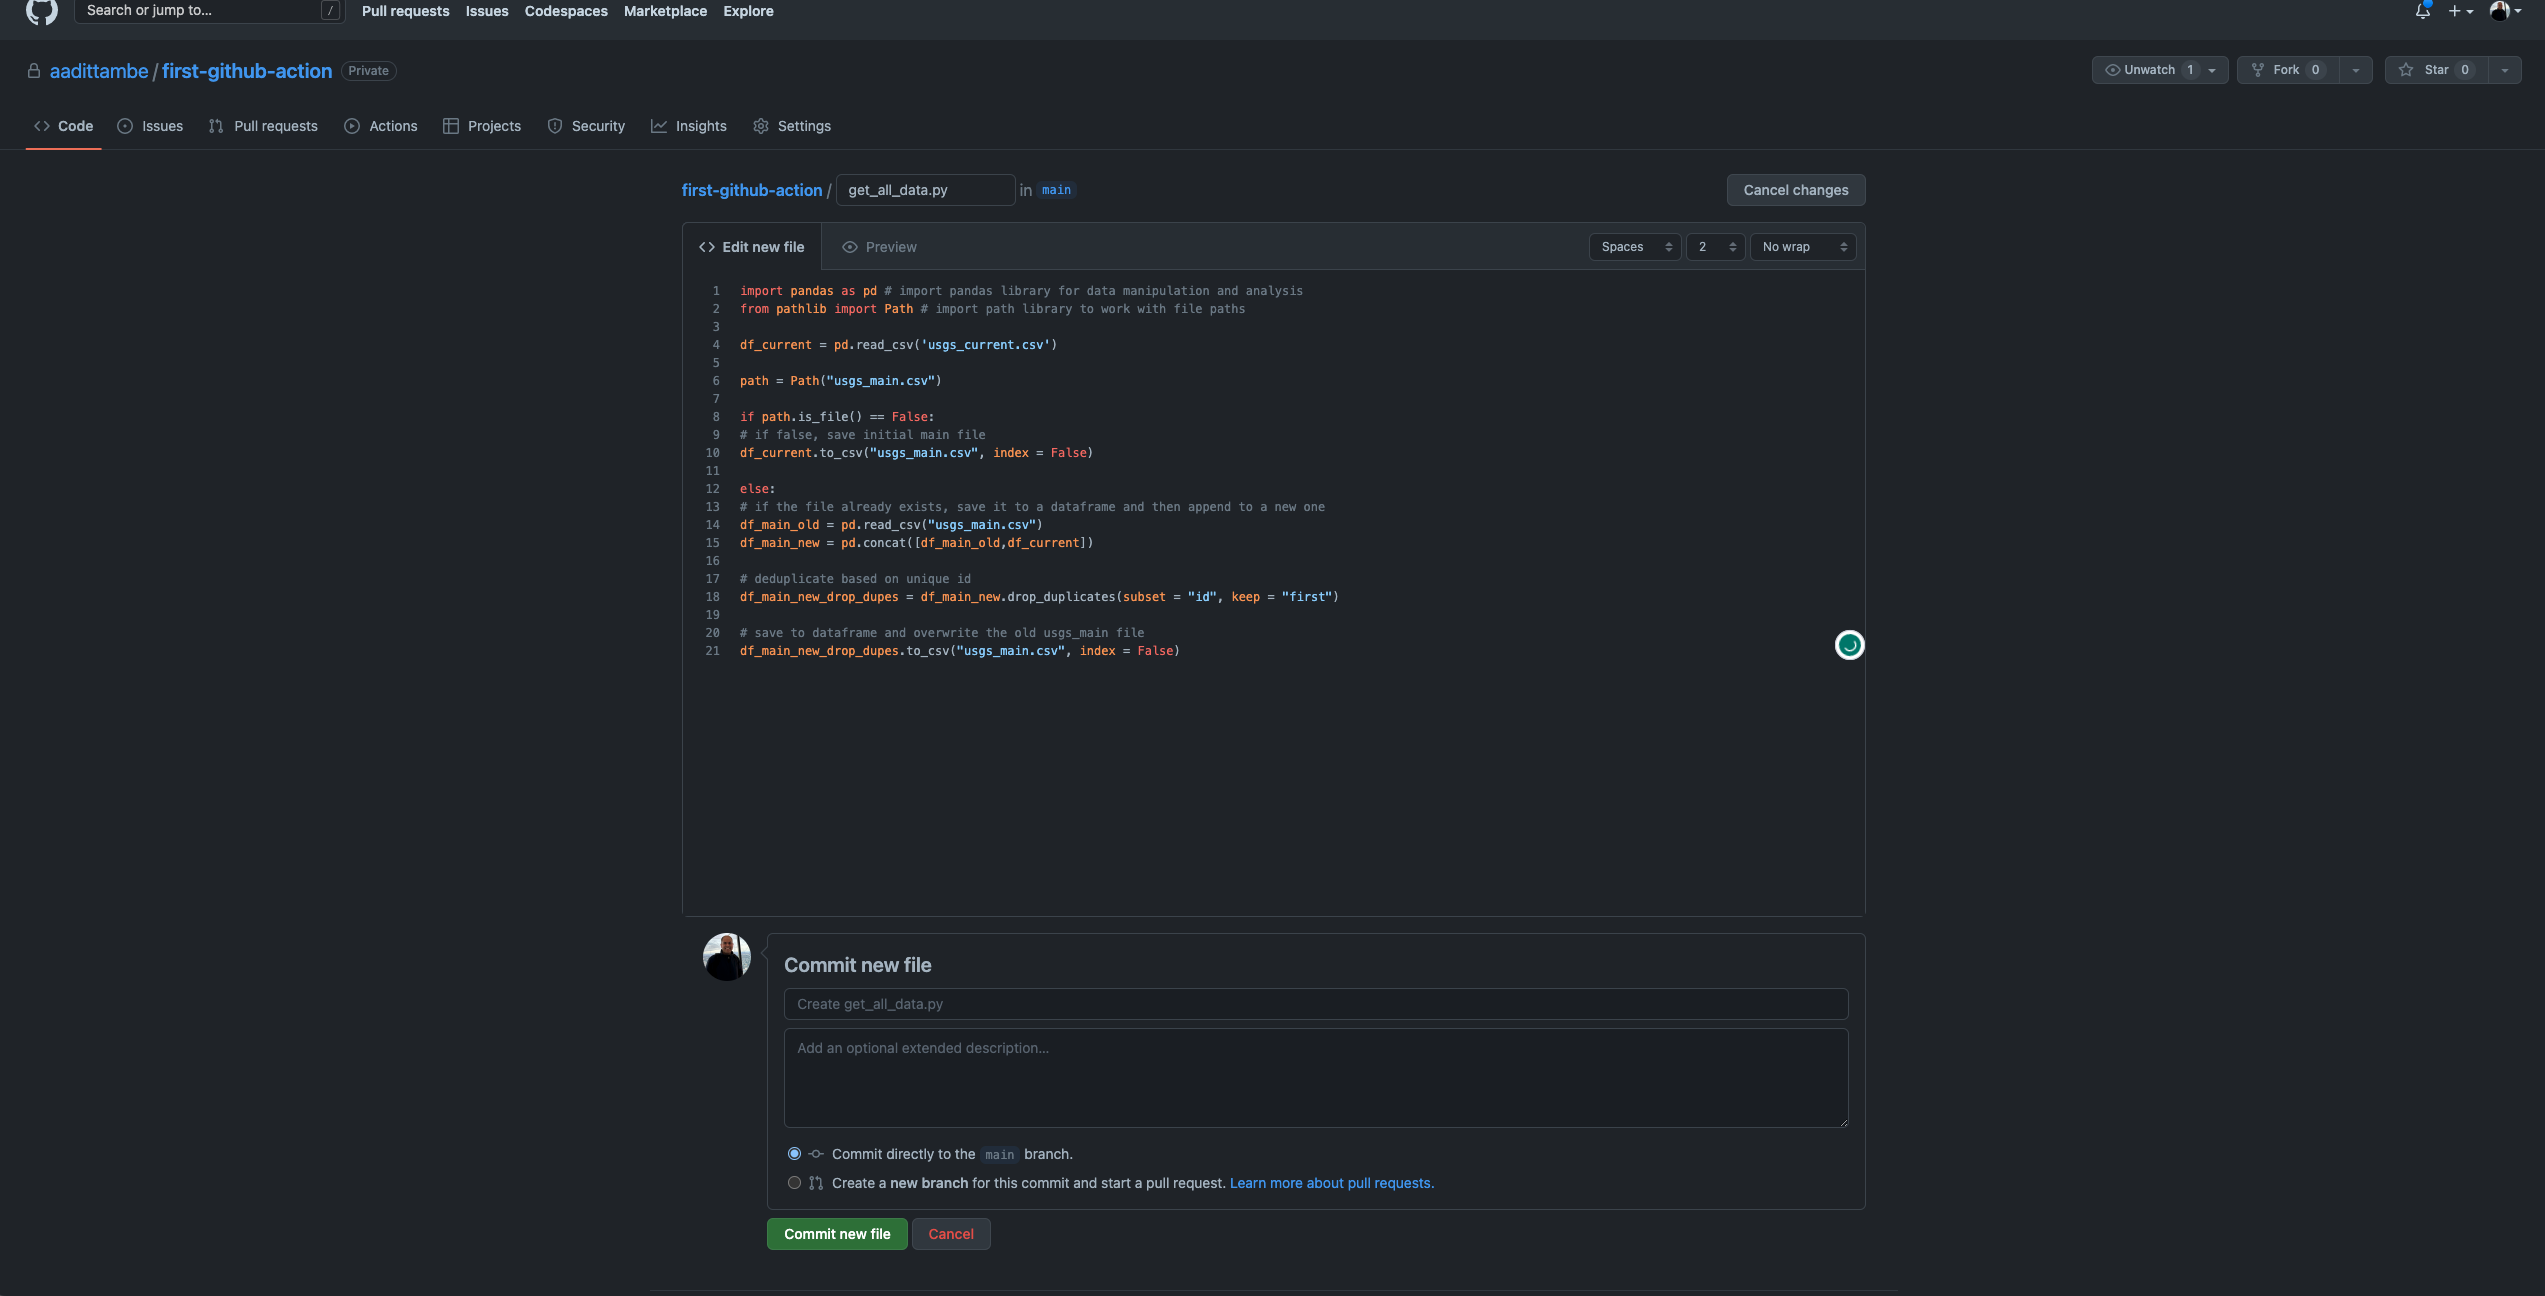 Search or jump to... /
Pull requests Issues Codespaces Marketplace Explore
aadittambe / first-github-action Private
Unwatch 1 Fork 0 Star 0
Code Issues Pull requests Actions Projects Security Insights Settings
first-github-action / get_all_data.py in main
Cancel changes
Edit new file Preview Spaces 2 No wrap
1 import pandas as pd # import pandas library for data manipulation and analysis
2 from pathlib import Path # import path library to work with file paths
3
4 df_current = pd.read_csv('usgs_current.csv')
5
6 path = Path("usgs_main.csv")
7
8 if path.is_file() == False:
9 # if false, save initial main file
10 df_current.to_csv("usgs_main.csv", index = False)
11
12 else:
13 # if the file already exists, save it to a dataframe and then append to a new one
14 df_main_old = pd.read_csv("usgs_main.csv")
15 df_main_new = pd.concat([df_main_old,df_current])
16
17 # deduplicate based on unique id
18 df_main_new_drop_dupes = df_main_new.drop_duplicates(subset = "id", keep = "first")
19
20 # save to dataframe and overwrite the old usgs_main file
21 df_main_new_drop_dupes.to_csv("usgs_main.csv", index = False)
Commit new file
Create get_all_data.py
Add an optional extended description...
Commit directly to the main branch.
Create a new branch for this commit and start a pull request. Learn more about pull requests.
Commit new file Cancel